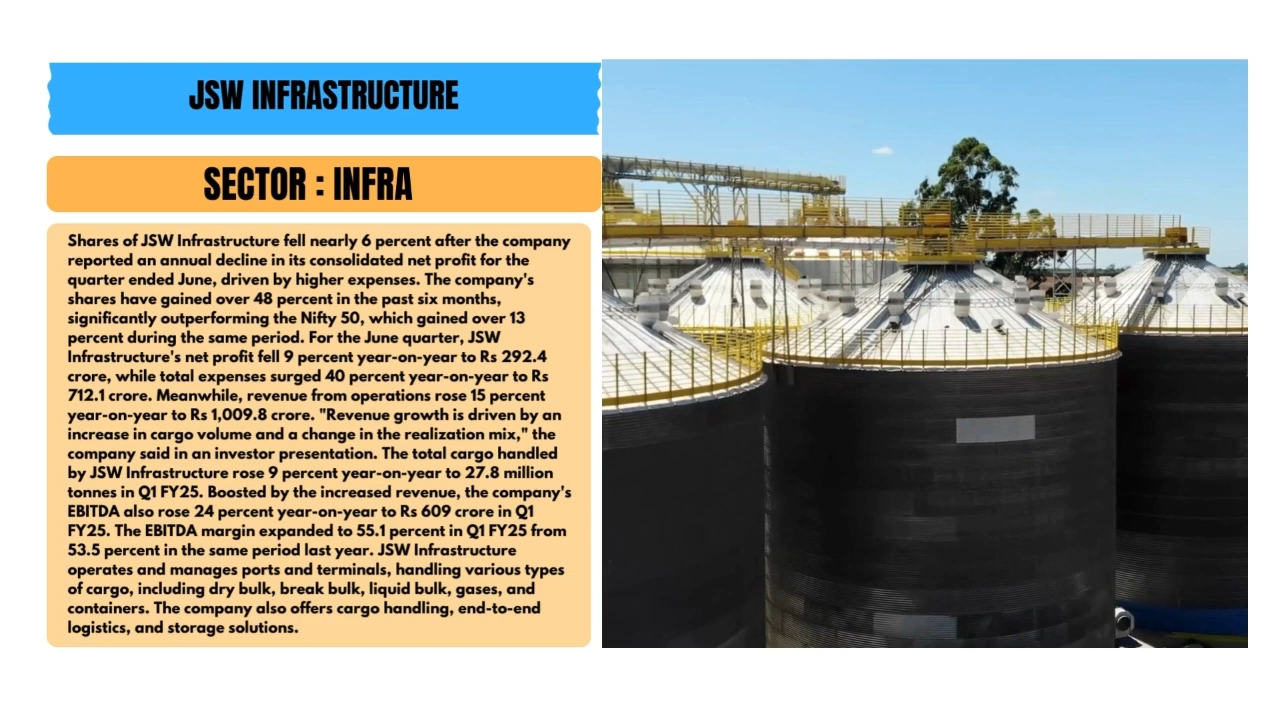 JSW INFRASTRUCTURE
SECTOR : INFRA
Shares of JSW Infrastructure fell nearly 6 percent after the company
reported an annual decline in its consolidated net profit for the
quarter ended June, driven by higher expenses. The company's
shares have gained over 48 percent in the past six months,
significantly outperforming the Nifty 50, which gained over 13
percent during the same period. For the June quarter, JSW
Infrastructure's net profit fell 9 percent year-on-year to Rs 292.4
crore, while total expenses surged 40 percent year-on-year to Rs
712.1 crore. Meanwhile, revenue from operations rose 15 percent
year-on-year to Rs 1,009.8 crore. "Revenue growth is driven by an
increase in cargo volume and a change in the realization mix," the
company said in an investor presentation. The total cargo handled
by JSW Infrastructure rose 9 percent year-on-year to 27.8 million
tonnes in Q1 FY25. Boosted by the increased revenue, the company's
EBITDA also rose 24 percent year-on-year to Rs 609 crore in Q1
FY25. The EBITDA margin expanded to 55.1 percent in Q1 FY25 from
53.5 percent in the same period last year. JSW Infrastructure
operates and manages ports and terminals, handling various types
of cargo, including dry bulk, break bulk, liquid bulk, gases, and
containers. The company also offers cargo handling, end-to-end
logistics, and storage solutions.